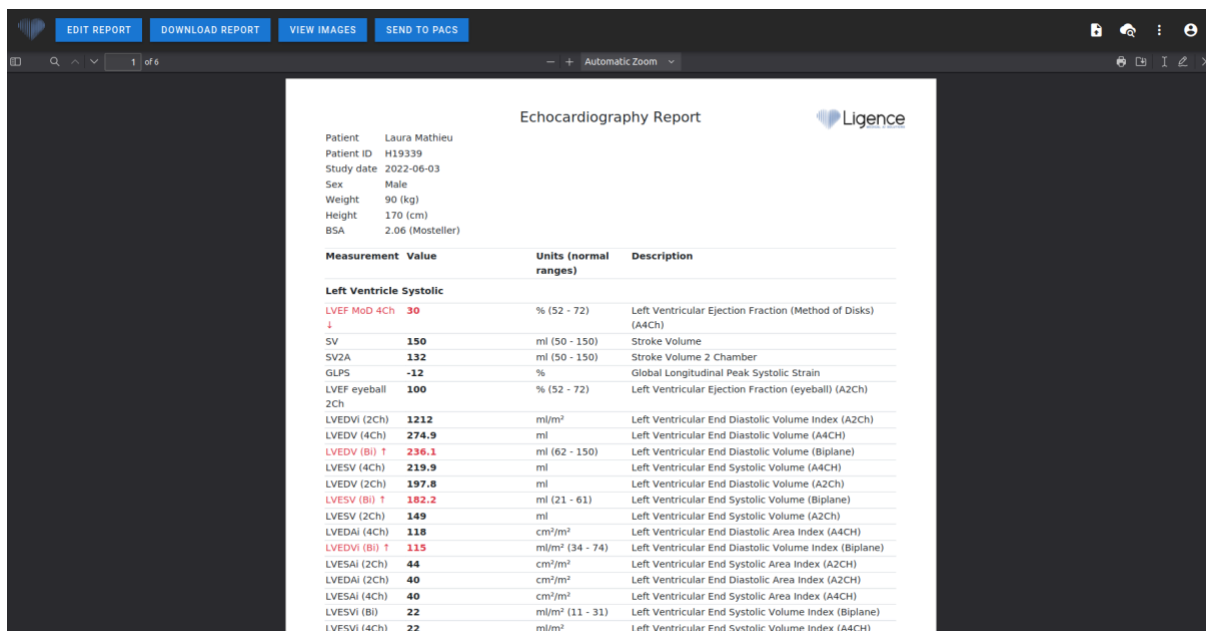 EDIT REPORT DOWNLOAD REPORT VIEW IMAGES SEND TO PACS
1 of 6 Automatic Zoom
Echocardiography Report
Ligence
Patient Laura Mathieu
Patient ID H19339
Study date 2022-06-03
Sex Male
Weight 90 (kg)
Height 170 (cm)
BSA 2.06 (Mosteller)
Measurement Value Units (normal ranges) Description
Left Ventricle Systolic
LVEF MoD 4Ch ↓ 30 % (52 - 72) Left Ventricular Ejection Fraction (Method of Disks) (A4Ch)
SV 150 ml (50 - 150) Stroke Volume
SV2A 132 ml (50 - 150) Stroke Volume 2 Chamber
GLPS -12 % Global Longitudinal Peak Systolic Strain
LVEF eyeball 2Ch 100 % (52 - 72) Left Ventricular Ejection Fraction (eyeball) (A2Ch)
LVEDVi (2Ch) 1212 ml/m² Left Ventricular End Diastolic Volume Index (A2Ch)
LVEDV (4Ch) 274.9 ml Left Ventricular End Diastolic Volume (A4CH)
LVEDV (Bi) ↑ 236.1 ml (62 - 150) Left Ventricular End Diastolic Volume (Biplane)
LVESV (4Ch) 219.9 ml Left Ventricular End Systolic Volume (A4CH)
LVEDV (2Ch) 197.8 ml Left Ventricular End Diastolic Volume (A2Ch)
LVESV (Bi) ↑ 182.2 ml (21 - 61) Left Ventricular End Systolic Volume (Biplane)
LVESV (2Ch) 149 ml Left Ventricular End Systolic Volume (A2Ch)
LVEDAi (4Ch) 118 cm²/m² Left Ventricular End Diastolic Area Index (A4CH)
LVEDVi (Bi) ↑ 115 ml/m² (34 - 74) Left Ventricular End Diastolic Volume Index (Biplane)
LVESAi (2Ch) 44 cm²/m² Left Ventricular End Systolic Area Index (A2CH)
LVEDAi (2Ch) 40 cm²/m² Left Ventricular End Diastolic Area Index (A2CH)
LVESAi (4Ch) 40 cm²/m² Left Ventricular End Systolic Area Index (A4CH)
LVESVi (Bi) 22 ml/m² (11 - 31) Left Ventricular End Systolic Volume Index (Biplane)
LVESVi (4Ch) 22 ml/m² Left Ventricular End Systolic Volume Index (A4CH)